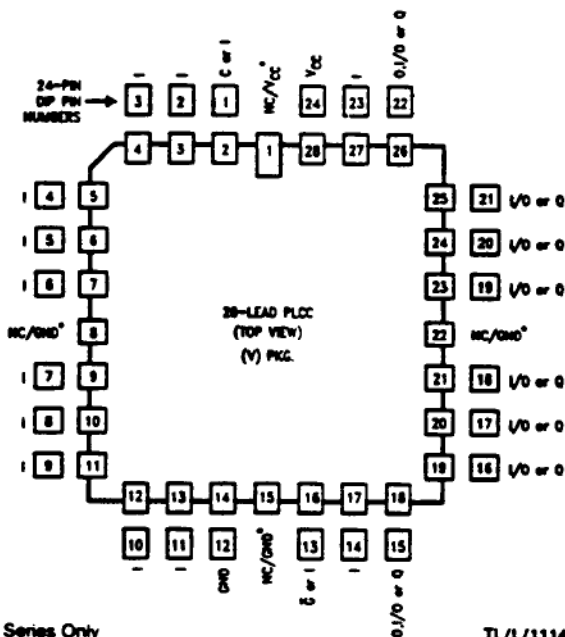 24-PIN
DIP PIN
NUMBERS
I I C or I NC/VCC* VCC I O,I/O or Q
3 2 1 24 23 22
4 3 2 1 28 27 26
I 4 5
I 5 6
I 6 7
NC/GND* 8
I 7 9
I 8 10
I 9 11
28-LEAD PLCC
(TOP VIEW)
(V) PKG.
25 21 I/O or Q
24 20 I/O or Q
23 19 I/O or Q
22 NC/GND*
21 18 I/O or Q
20 17 I/O or Q
19 16 I/O or Q
12 13 14 15 16 17 18
10 11 12 NC/GND* 13 14 15
I I GND I O,I/O or Q
Series Only
TL/L/1114